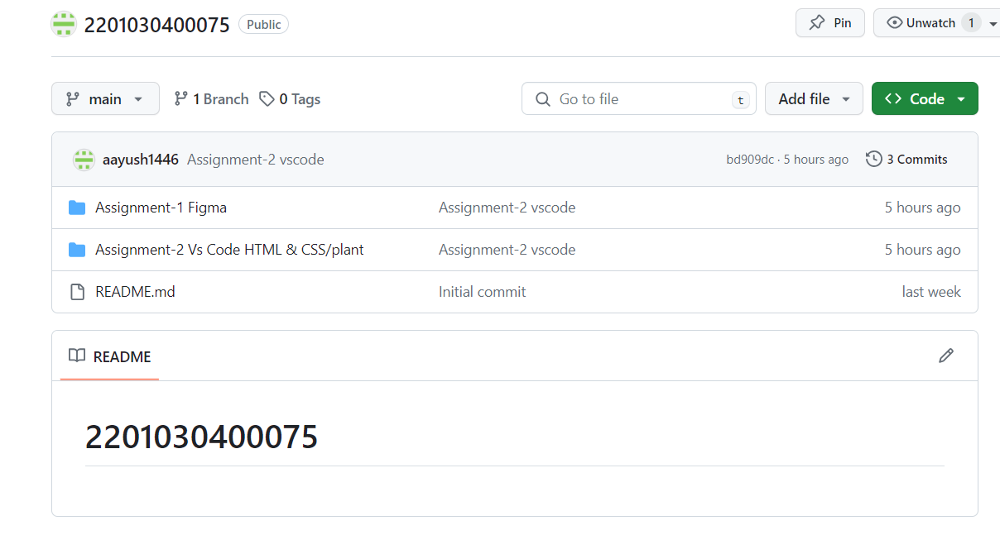 2201030400075 Public Pin Unwatch 1
main 1 Branch 0 Tags Go to file t Add file Code
aayush1446 Assignment-2 vscode bd909dc · 5 hours ago 3 Commits
Assignment-1 Figma Assignment-2 vscode 5 hours ago
Assignment-2 Vs Code HTML & CSS/plant Assignment-2 vscode 5 hours ago
README.md Initial commit last week
README
2201030400075